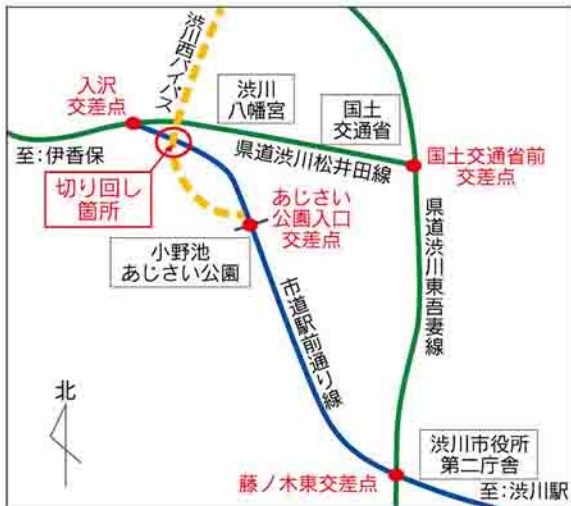 渋川西バイパス
入沢
交差点
渋川
八幡宮
国土
交通省
至:伊香保
県道渋川松井田線
国土交通省前
交差点
切り回し
箇所
あじさい
公園入口
交差点
小野池
あじさい公園
県道渋川東吾妻線
市道駅前通り線
北
渋川市役所
第二庁舎
藤ノ木東交差点
至:渋川駅